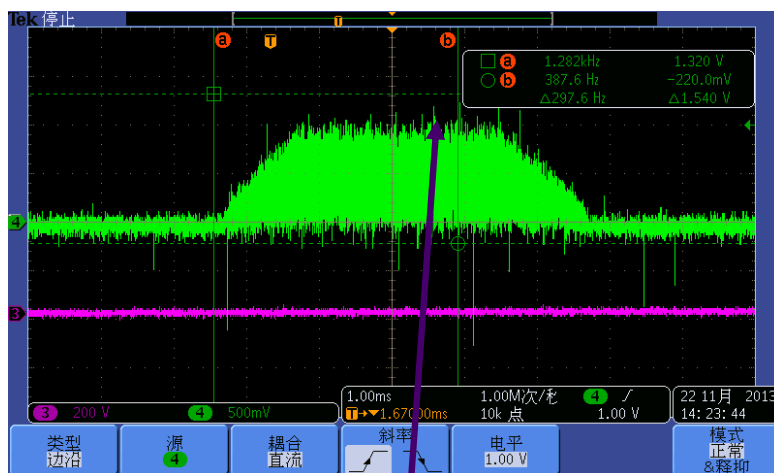 Tek 停止
T
a
T
b
a 1.282kHz 1.320 V
b 387.6 Hz -220.0mV
△297.6 Hz △1.540 V
4
3
1.00ms 1.00M次/秒 4 22 11月 2013
3 200 V 4 500mV T→▼1.67000ms 10k 点 1.00 V 14:23:44
类型 源 耦合 斜率 电平 模式
边沿 4 直流 1.00 V 正常
&释抑